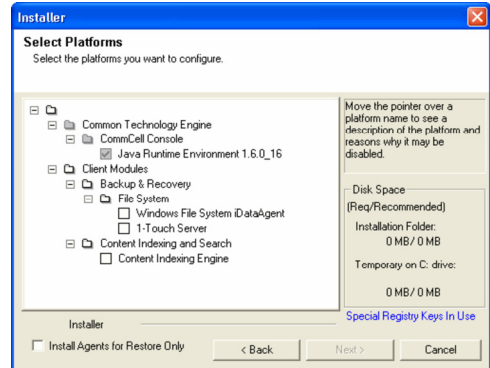 Installer
Select Platforms
Select the platforms you want to configure.
Common Technology Engine
CommCell Console
Java Runtime Environment 1.6.0_16
Client Modules
Backup & Recovery
File System
Windows File System iDataAgent
1-Touch Server
Content Indexing and Search
Content Indexing Engine
Move the pointer over a
platform name to see a
description of the platform and
reasons why it may be
disabled.
Disk Space
(Req/Recommended)
Installation Folder:
0 MB/ 0 MB
Temporary on C: drive:
0 MB/ 0 MB
Special Registry Keys In Use
Installer
Install Agents for Restore Only
< Back
Next >
Cancel